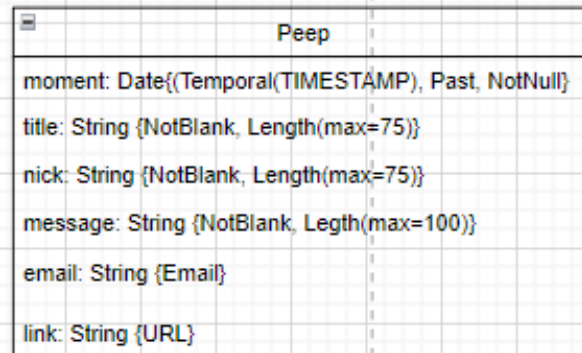 Peep
moment: Date{(Temporal(TIMESTAMP), Past, NotNull}
title: String {NotBlank, Length(max=75)}
nick: String {NotBlank, Length(max=75)}
message: String {NotBlank, Legth(max=100)}
email: String {Email}
link: String {URL}